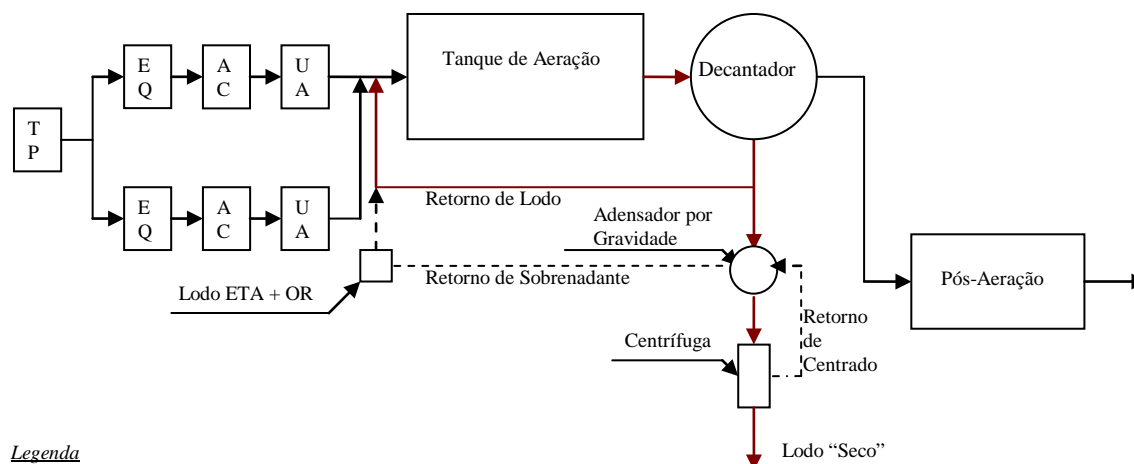 E
Q
A
C
U
A
Tanque de Aeração
Decantador
T
P
E
Q
A
C
U
A
Retorno de Lodo
Adensador por
Gravidade
Retorno de Sobrenadante
Lodo ETA + OR
Pós-Aeração
Retorno
de
Centrado
Centrífuga
Legenda
Lodo “Seco”